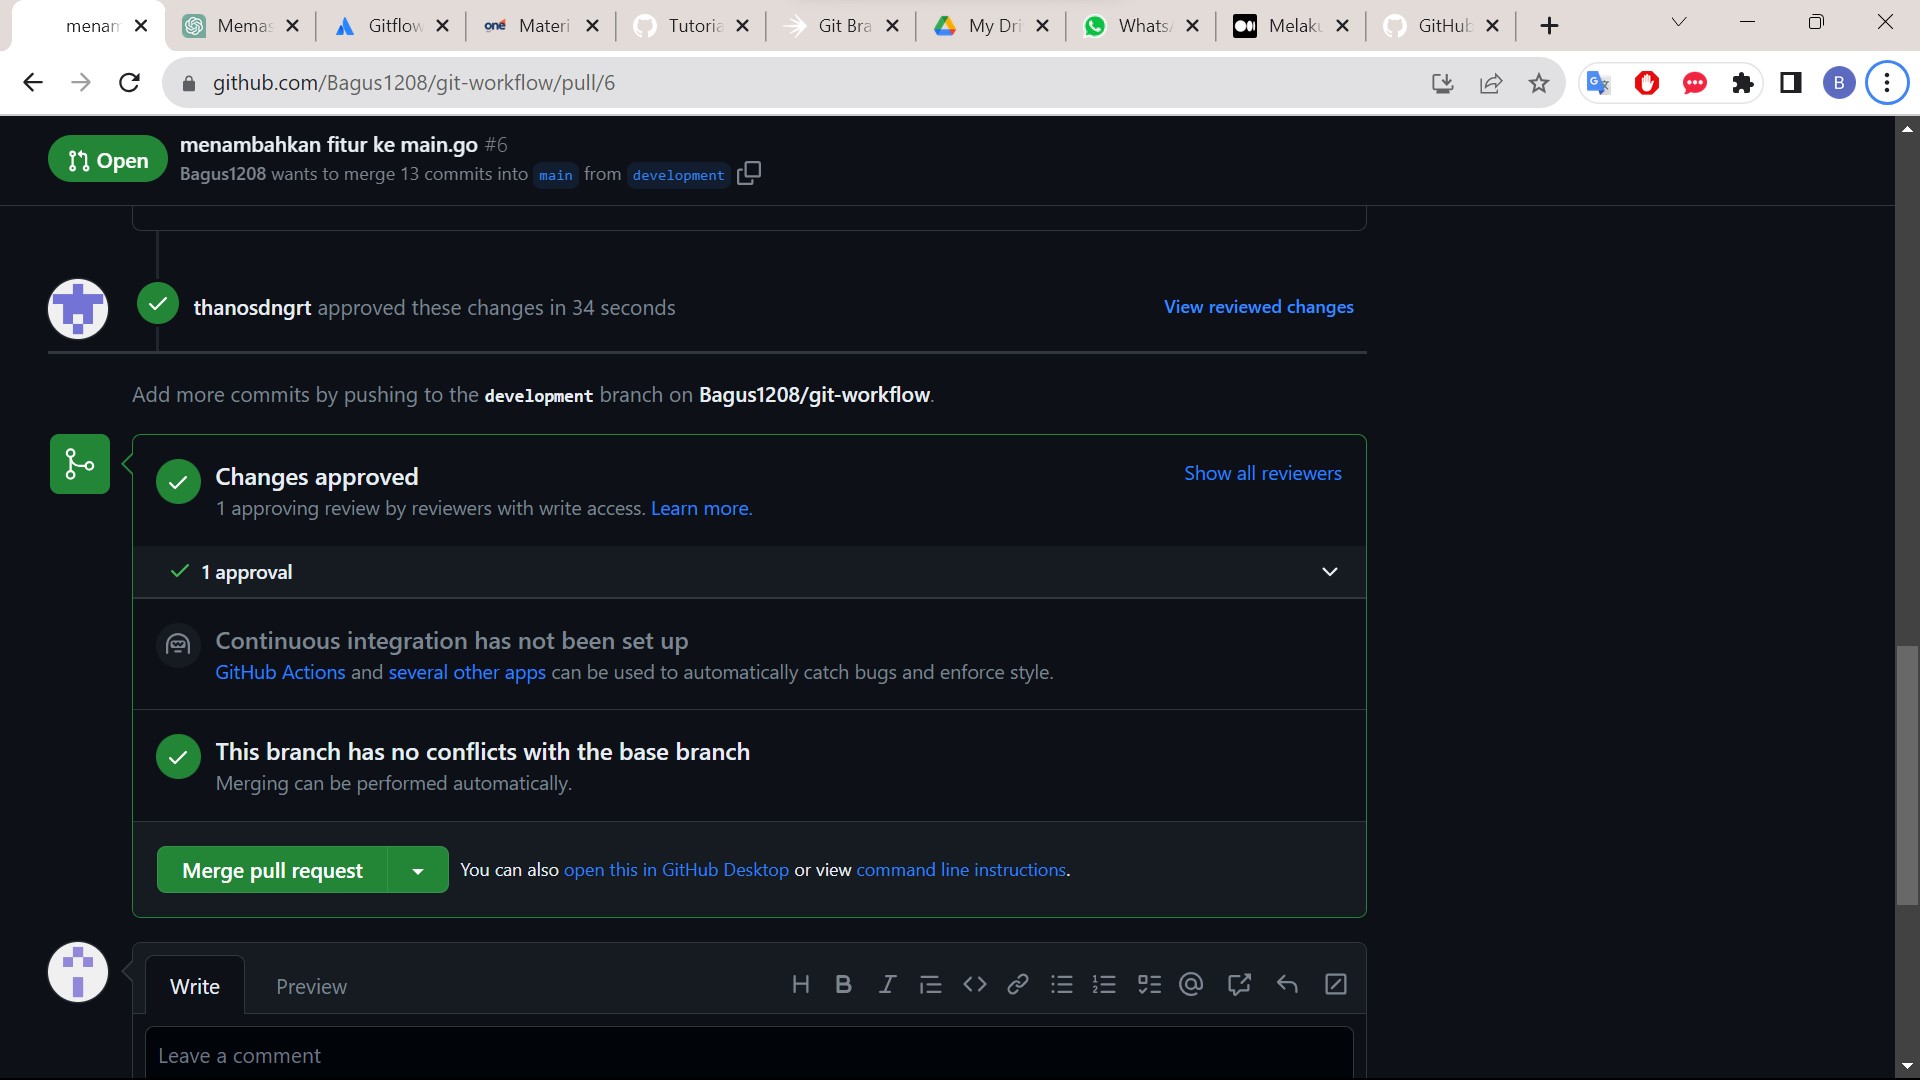 menam
Memas
Gitflow
one Materi
Tutoria
Git Bra
My Dri
Whats
Melaku
GitHub
github.com/Bagus1208/git-workflow/pull/6
B
Open
menambahkan fitur ke main.go #6
Bagus1208 wants to merge 13 commits into main from development
thanosdngrt approved these changes in 34 seconds
View reviewed changes
Add more commits by pushing to the development branch on Bagus1208/git-workflow.
Changes approved
Show all reviewers
1 approving review by reviewers with write access. Learn more.
1 approval
Continuous integration has not been set up
GitHub Actions and several other apps can be used to automatically catch bugs and enforce style.
This branch has no conflicts with the base branch
Merging can be performed automatically.
Merge pull request
You can also open this in GitHub Desktop or view command line instructions.
Write
Preview
Leave a comment